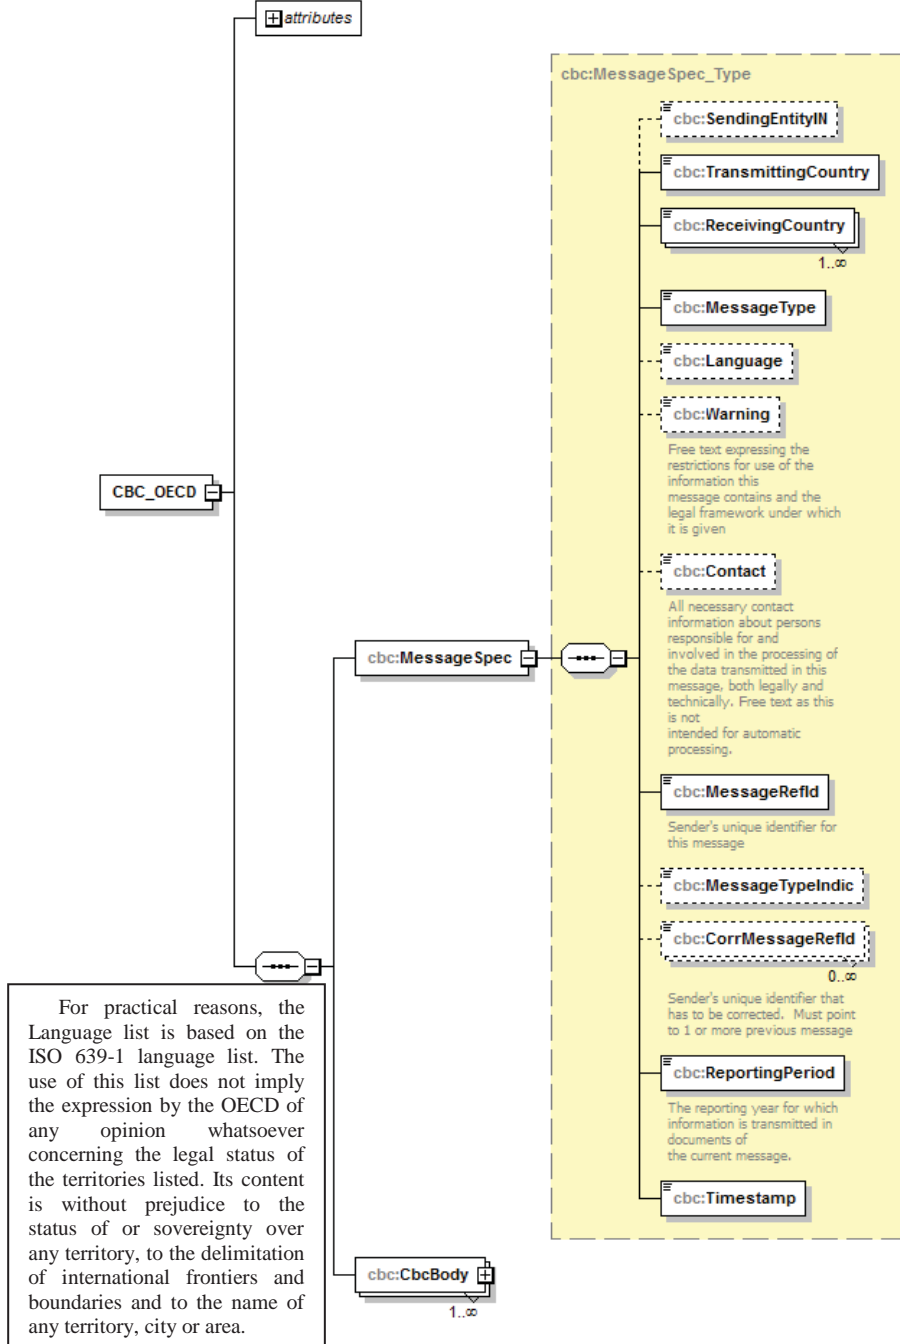 attributes
cbc:MessageSpec_Type
cbc:SendingEntityIN
cbc:TransmittingCountry
cbc:ReceivingCountry
1..∞
cbc:MessageType
cbc:Language
cbc:Warning
Free text expressing the
restrictions for use of the
information this
message contains and the
legal framework under which
it is given
CBC_OECD
cbc:Contact
All necessary contact
information about persons
responsible for and
involved in the processing of
the data transmitted in this
message, both legally and
technically. Free text as this
is not
intended for automatic
processing.
cbc:MessageSpec
cbc:MessageRefId
Sender's unique identifier for
this message
cbc:MessageTypeIndic
cbc:CorrMessageRefId
0..∞
Sender's unique identifier that
has to be corrected. Must point
to 1 or more previous message
cbc:ReportingPeriod
The reporting year for which
information is transmitted in
documents of
the current message.
cbc:Timestamp
For practical reasons, the
Language list is based on the
ISO 639-1 language list. The
use of this list does not imply
the expression by the OECD of
any opinion whatsoever
concerning the legal status of
the territories listed. Its content
is without prejudice to the
status of or sovereignty over
any territory, to the delimitation
of international frontiers and
boundaries and to the name of
any territory, city or area.
cbc:CbcBody
1..∞